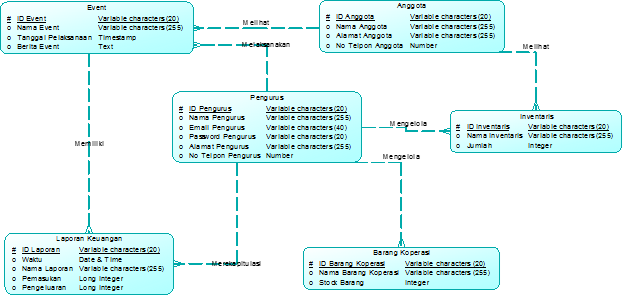 Event
# ID Event Variable characters (20)
o Nama Event Variable characters (255)
o Tanggal Pelaksanaan Timestamp
o Berita Event Text
Melihat
Melaksanakan
Anggota
# ID Anggota Variable characters (20)
o Nama Anggota Variable characters (255)
o Alamat Anggota Variable characters (255)
o No Telpon Anggota Number
Melihat
Pengurus
# ID Pengurus Variable characters (20)
o Nama Pengurus Variable characters (255)
o Email Pengurus Variable characters (40)
o Password Pengurus Variable characters (20)
o Alamat Pengurus Variable characters (255)
o No Telpon Pengurus Number
Mengelola
Inventaris
# ID Inventaris Variable characters (20)
o Nama Inventaris Variable characters (255)
o Jumlah Integer
Memiliki
Mengelola
Laporan Keuangan
# ID Laporan Variable characters (20)
o Waktu Date & Time
o Nama Laporan Variable characters (255)
o Pemasukan Long integer
o Pengeluaran Long integer
Merekapitulasi
Barang Koperasi
# ID Barang Koperasi Variable characters (20)
o Nama Barang Koperasi Variable characters (255)
o Stock Barang Integer